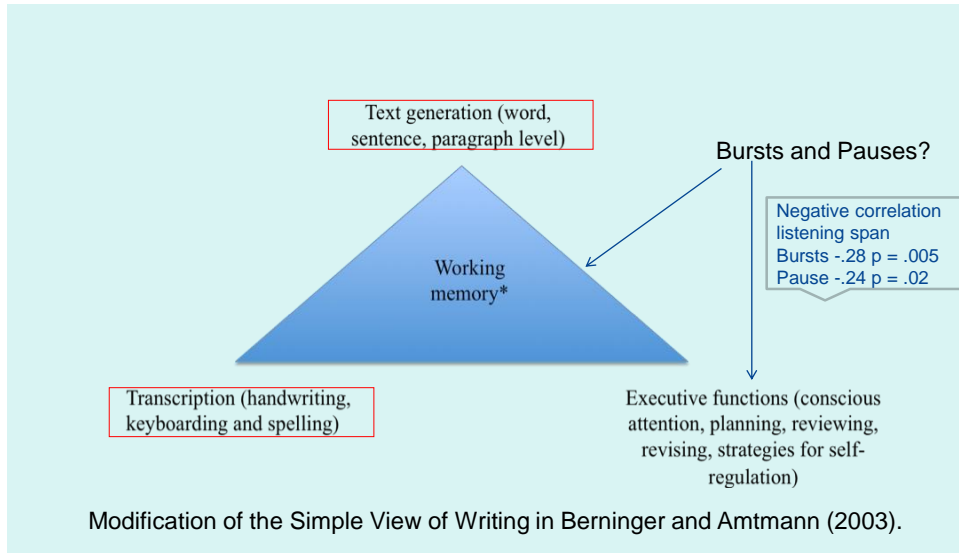 Text generation (word,
sentence, paragraph level)
Bursts and Pauses?
Negative correlation
listening span
Bursts -.28 p = .005
Pause -.24 p = .02
Working
memory*
Transcription (handwriting,
keyboarding and spelling)
Executive functions (conscious
attention, planning, reviewing,
revising, strategies for self-
regulation)
Modification of the Simple View of Writing in Berninger and Amtmann (2003).